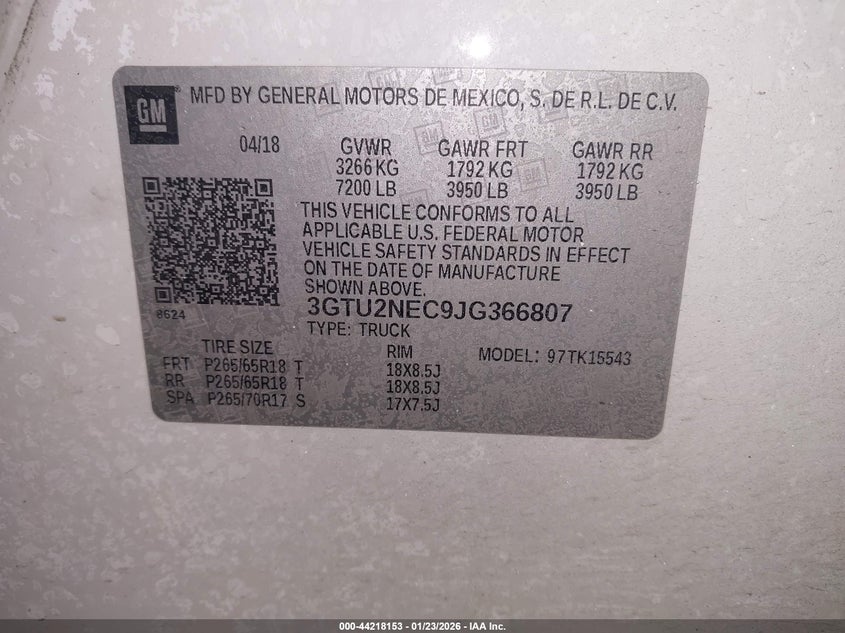 GM
MFD BY GENERAL MOTORS DE MEXICO, S. DE R.L. DE C.V.
04/18 GVWR GAWR FRT GAWR RR
3266 KG 1792 KG 1792 KG
7200 LB 3950 LB 3950 LB
THIS VEHICLE CONFORMS TO ALL
APPLICABLE U.S. FEDERAL MOTOR
VEHICLE SAFETY STANDARDS IN EFFECT
ON THE DATE OF MANUFACTURE
SHOWN ABOVE.
8624 3GTU2NEC9JG366807
TYPE: TRUCK
TIRE SIZE RIM MODEL: 97TK15543
FRT P265/65R18 T 18X8.5J
RR P265/65R18 T 18X8.5J
SPA P265/70R17 S 17X7.5J
000-44218153 — 01/23/2026 — IAA Inc.